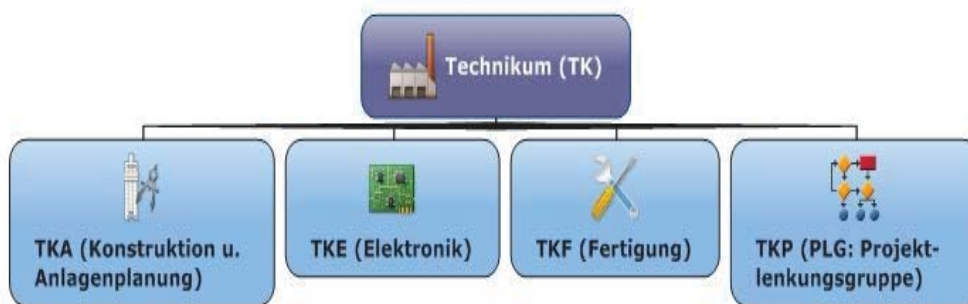 Technikum (TK)
TKA (Konstruktion u.
Anlagenplanung)
TKE (Elektronik)
TKF (Fertigung)
TKP (PLG: Projekt-
lenkungsgruppe)